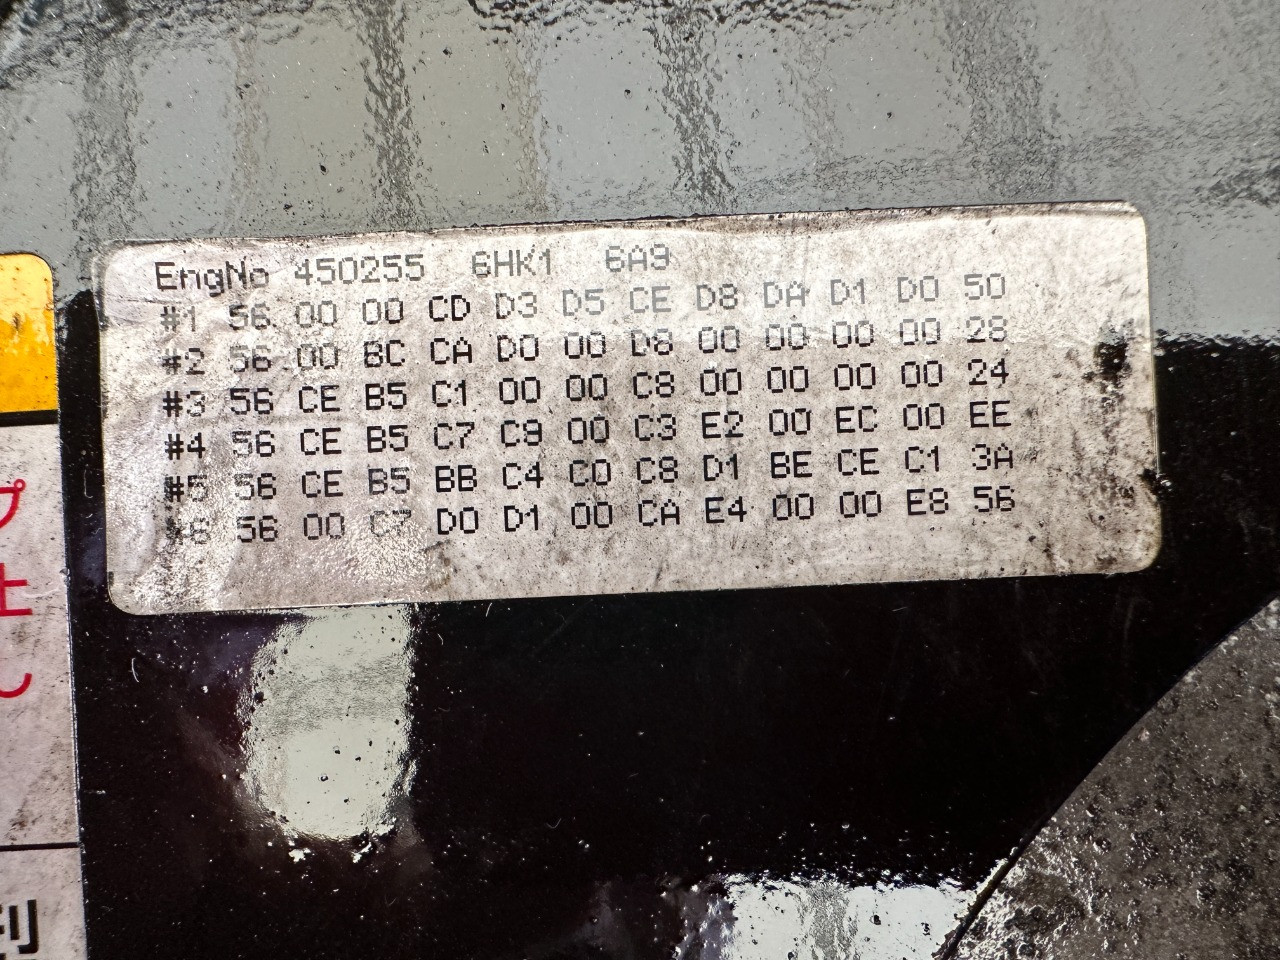 EngNo 450255 6HK1 6A9
#1 56 00 00 CD D3 D5 CE D8 DA D1 D0 50
#2 56 00 BC CA D0 00 D8 00 00 00 00 28
#3 56 CE B5 C1 00 00 C8 00 00 00 00 24
#4 56 CE B5 C7 C9 00 C3 E2 00 EC 00 EE
#5 56 CE B5 BB C4 C0 C8 D1 BE CE C1 3A
#6 56 00 C7 D0 D1 00 CA E4 00 00 E8 56
プ
し